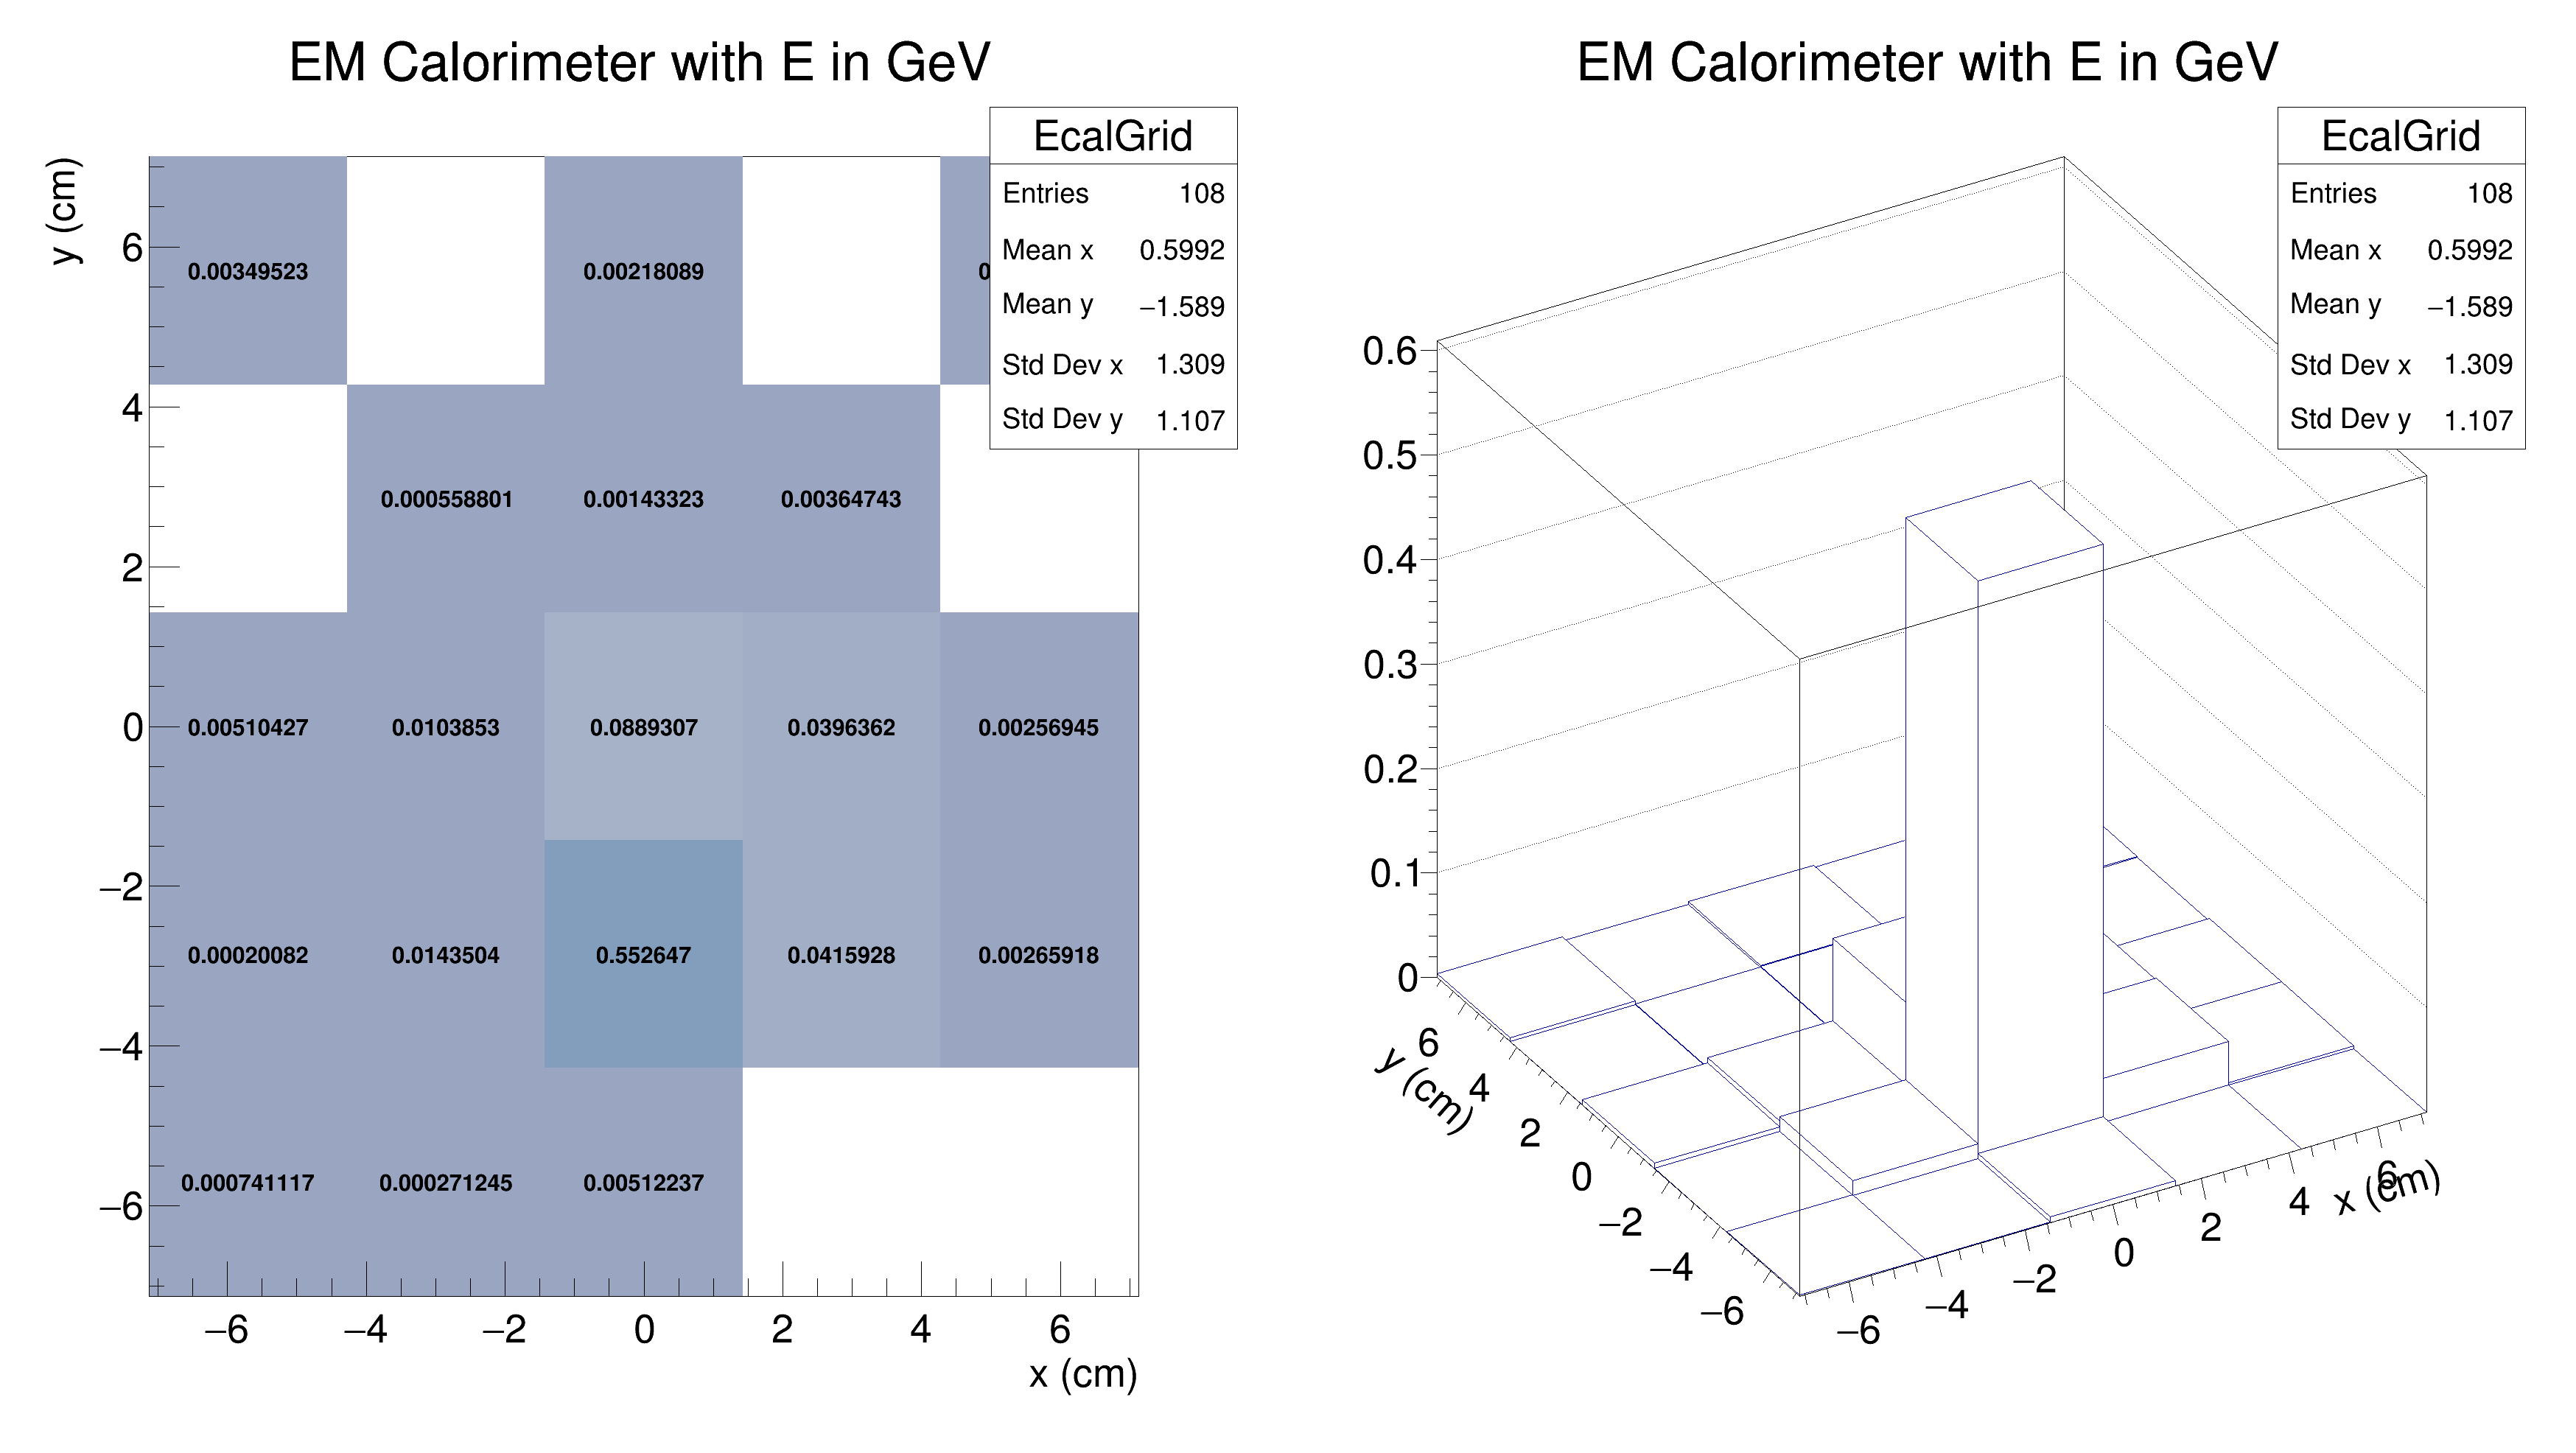 EM Calorimeter with E in GeV
EcalGrid
Entries 108
Mean x 0.5992
Mean y −1.589
Std Dev x 1.309
Std Dev y 1.107
y (cm)
6
4
2
0
−2
−4
−6
0.00349523 0.00218089
0.000558801 0.00143323 0.00364743
0.00510427 0.0103853 0.0889307 0.0396362 0.00256945
0.00020082 0.0143504 0.552647 0.0415928 0.00265918
0.000741117 0.000271245 0.00512237
−6 −4 −2 0 2 4 6
x (cm)
EM Calorimeter with E in GeV
EcalGrid
Entries 108
Mean x 0.5992
Mean y −1.589
Std Dev x 1.309
Std Dev y 1.107
0.6
0.5
0.4
0.3
0.2
0.1
0
6
4
2
0
−2
−4
−6
y (cm)
−6
−4
−2
0
2
4
6
x (cm)